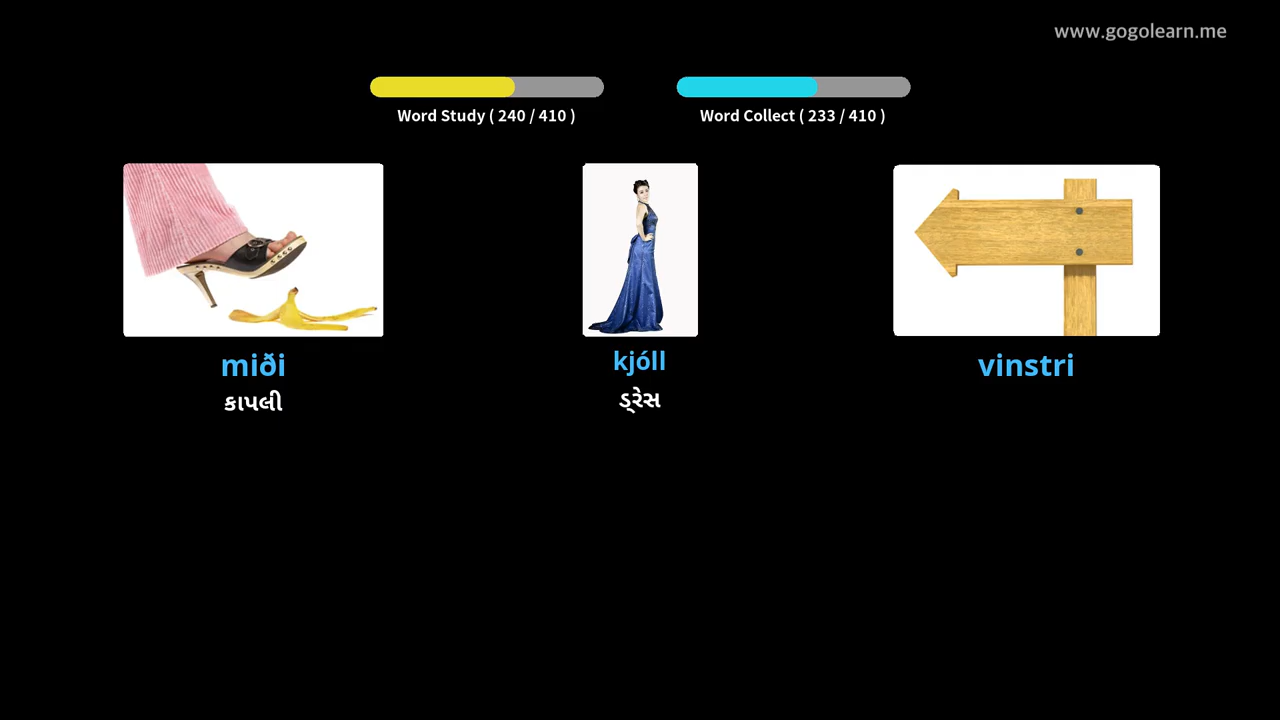 www.gogolearn.me
Word Study ( 240 / 410 )
Word Collect ( 233 / 410 )
miði
કાપલી
kjóll
ડ્રેસ
vinstri